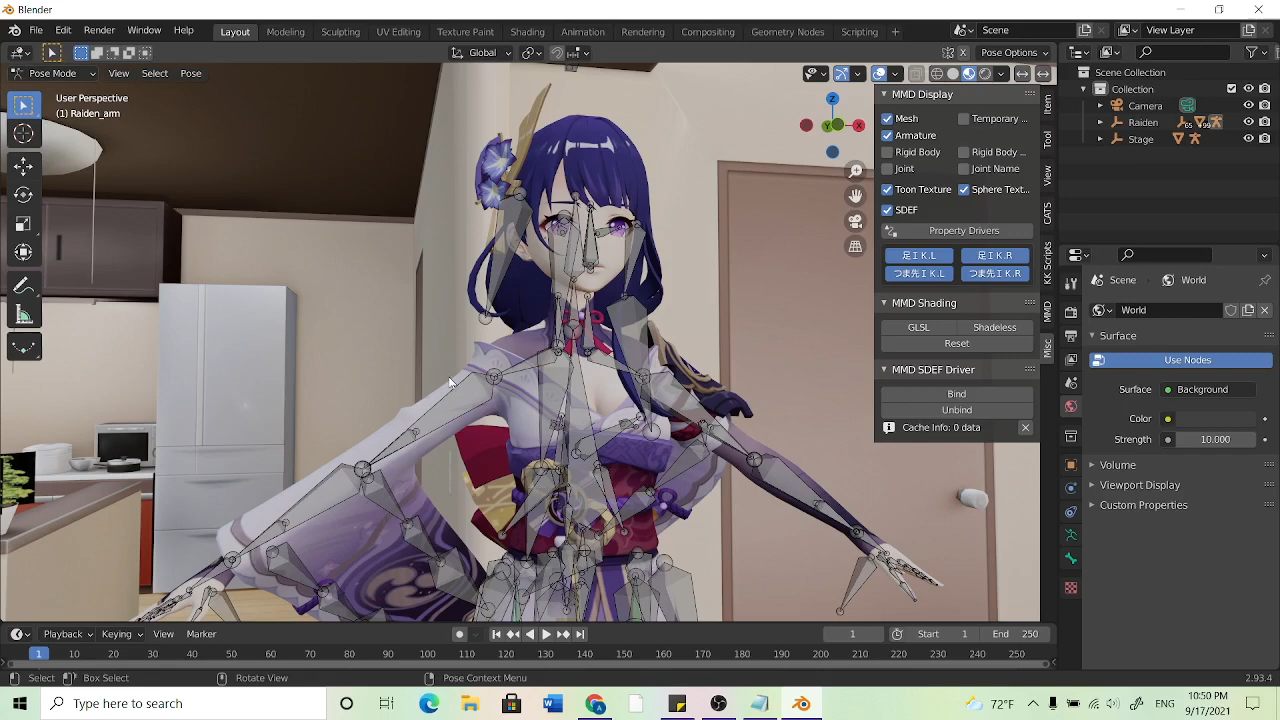 Blender
File Edit Render Window Help Layout Modeling Sculpting UV Editing Texture Paint Shading Animation Rendering Compositing Geometry Nodes Scripting + Scene View Layer
Global Pose Options
Pose Mode View Select Pose
User Perspective
(1) Raiden_arm
Z
Y
X
MMD Display
Mesh Temporary ...
Armature
Rigid Body Rigid Body ...
Joint Joint Name
Toon Texture Sphere Text...
SDEF
Property Drivers
足ＩＫ.L 足ＩＫ.R
つま先ＩＫ.L つま先ＩＫ.R
MMD Shading
GLSL Shadeless
Reset
MMD SDEF Driver
Bind
Unbind
Cache Info: 0 data
Item
Tool
View
CATS
KK Scripts
MMD
Misc
Scene Collection
Collection
Camera
Raiden
Stage
Scene World
World
Surface
Use Nodes
Surface Background
Color
Strength 10.000
Volume
Viewport Display
Custom Properties
Playback Keying View Marker 1 Start 1 End 250
1 10 20 30 40 50 60 70 80 90 100 110 120 130 140 150 160 170 180 190 200 210 220 230 240 250
Select Box Select Rotate View Pose Context Menu 2.93.4
Type here to search
72°F
ENG
10:50 PM
9/17/2021